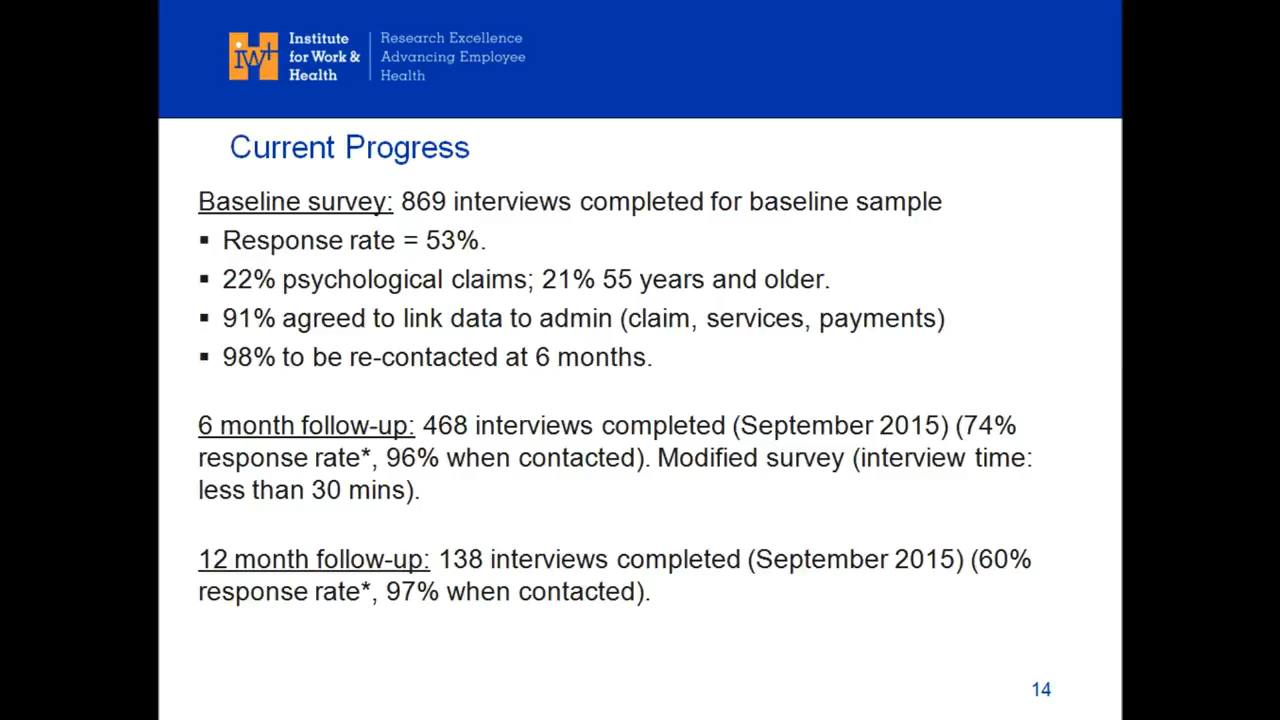 Institute
for Work &
Health
Research Excellence
Advancing Employee
Health
iwH
Current Progress
Baseline survey: 869 interviews completed for baseline sample
▪ Response rate = 53%.
▪ 22% psychological claims; 21% 55 years and older.
▪ 91% agreed to link data to admin (claim, services, payments)
▪ 98% to be re-contacted at 6 months.
6 month follow-up: 468 interviews completed (September 2015) (74%
response rate*, 96% when contacted). Modified survey (interview time:
less than 30 mins).
12 month follow-up: 138 interviews completed (September 2015) (60%
response rate*, 97% when contacted).
14